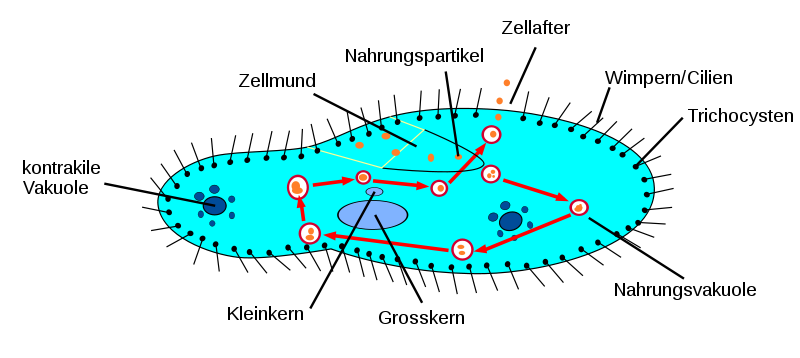 Zellafter
Nahrungspartikel
Zellmund
Wimpern/Cilien
Trichocysten
kontrakile
Vakuole
Nahrungsvakuole
Kleinkern
Grosskern